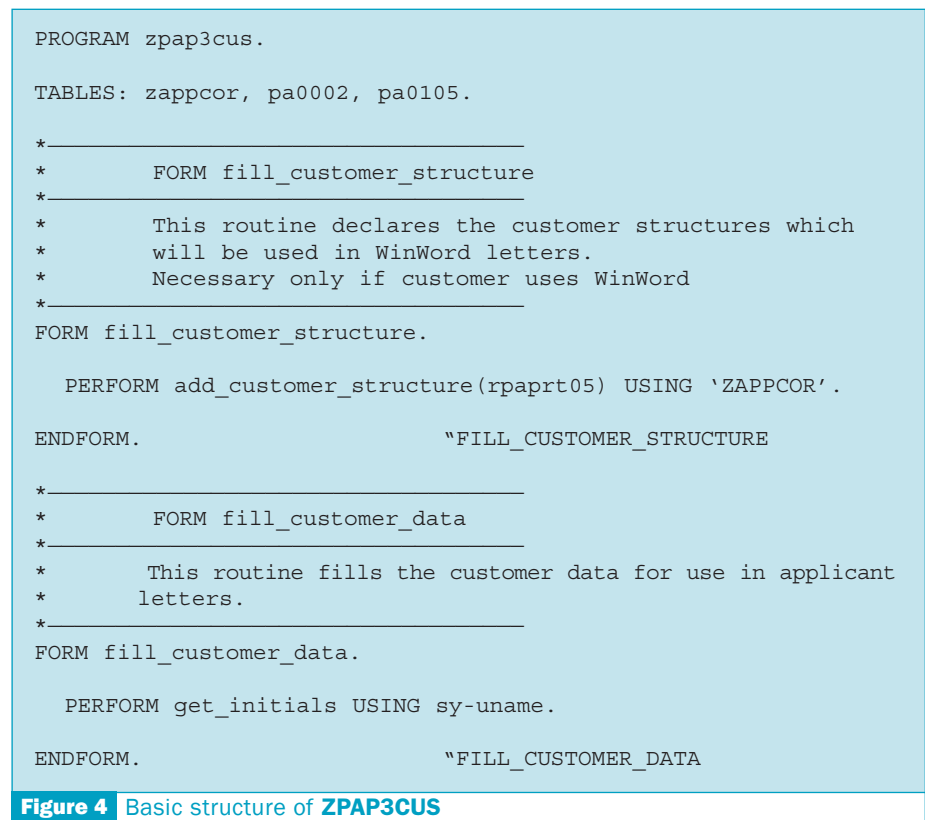 PROGRAM zpap3cus.
TABLES: zappcor, pa0002, pa0105.
*————————————————————————
*        FORM fill_customer_structure
*————————————————————————
*        This routine declares the customer structures which
*        will be used in WinWord letters.
*        Necessary only if customer uses WinWord
*————————————————————————
FORM fill_customer_structure.
PERFORM add_customer_structure(rpaprt05) USING ‘ZAPPCOR’.
ENDFORM.                    “FILL_CUSTOMER_STRUCTURE
*————————————————————————
*        FORM fill_customer_data
*————————————————————————
*        This routine fills the customer data for use in applicant
*       letters.
*————————————————————————
FORM fill_customer_data.
PERFORM get_initials USING sy-uname.
ENDFORM.                    “FILL_CUSTOMER_DATA
Figure 4 Basic structure of ZPAP3CUS